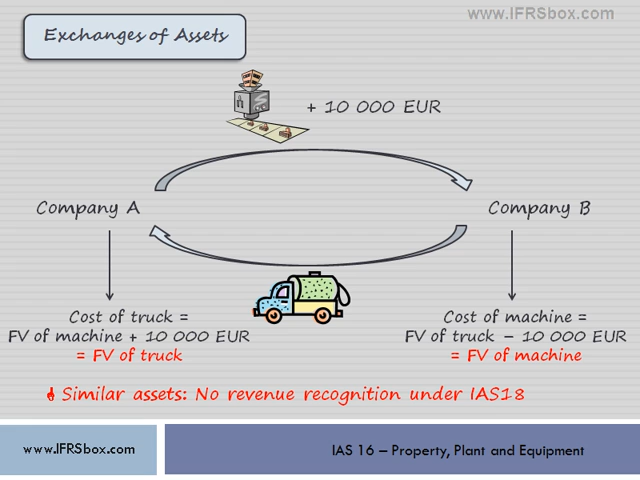 www.IFRSbox.com
Exchanges of Assets
+ 10 000 EUR
Company A
Company B
Cost of truck =
FV of machine + 10 000 EUR
= FV of truck
Cost of machine =
FV of truck – 10 000 EUR
= FV of machine
Similar assets: No revenue recognition under IAS18
www.IFRSbox.com
IAS 16 – Property, Plant and Equipment